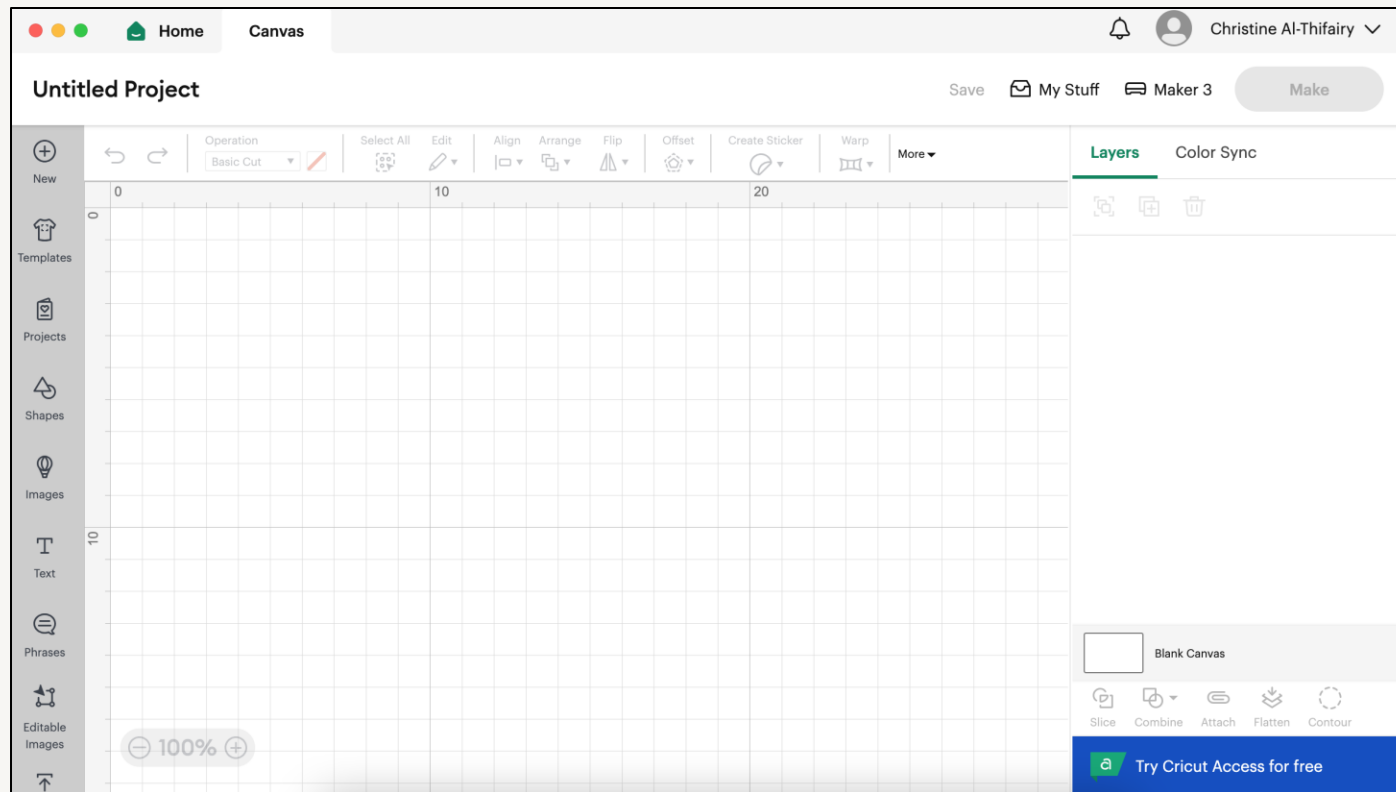 Home
Canvas
Christine Al-Thifairy
Untitled Project
Save
My Stuff
Maker 3
Make
New
Templates
Projects
Shapes
Images
Text
Phrases
Editable
Images
Operation
Basic Cut
Select All
Edit
Align
Arrange
Flip
Offset
Create Sticker
Warp
More
0
10
20
0
10
100%
Layers
Color Sync
Blank Canvas
Slice
Combine
Attach
Flatten
Contour
a
Try Cricut Access for free